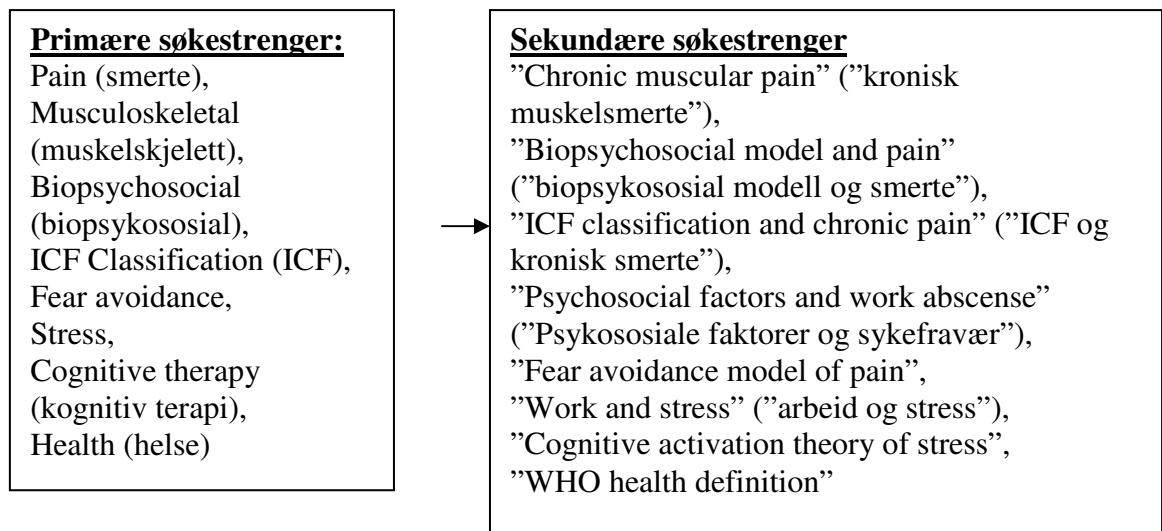 Primære søkestrenger:
Pain (smerte),
Musculoskeletal
(muskelskjelett),
Biopsychosocial
(biopsykososial),
ICF Classification (ICF),
Fear avoidance,
Stress,
Cognitive therapy
(kognitiv terapi),
Health (helse)
Sekundære søkestrenger
”Chronic muscular pain” (”kronisk
muskelsmerte”),
”Biopsychosocial model and pain”
(”biopsykososial modell og smerte”),
”ICF classification and chronic pain” (”ICF og
kronisk smerte”),
”Psychosocial factors and work abscense”
(”Psykososiale faktorer og sykefravær”),
”Fear avoidance model of pain”,
”Work and stress” (”arbeid og stress”),
”Cognitive activation theory of stress”,
”WHO health definition”